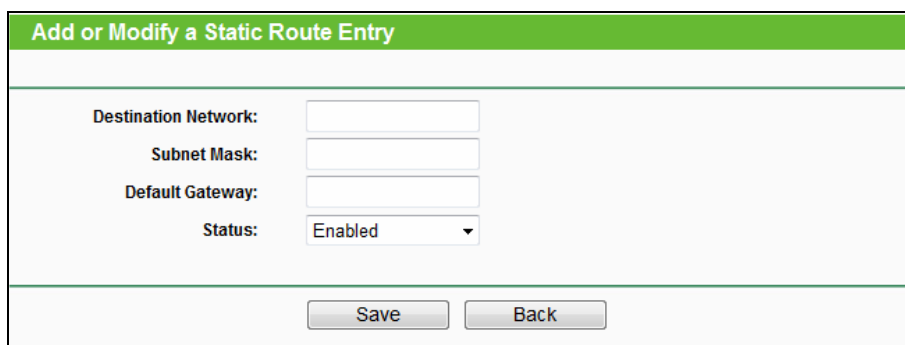 Add or Modify a Static Route Entry
Destination Network:
Subnet Mask:
Default Gateway:
Status: Enabled
Save Back